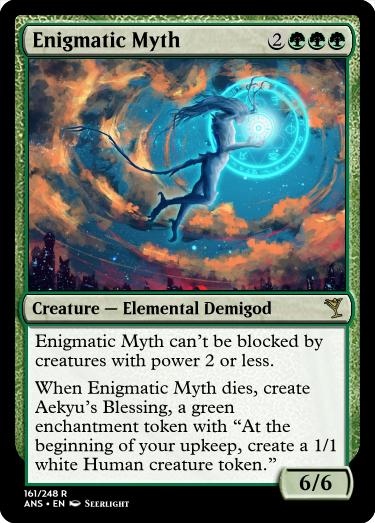 Enigmatic Myth 2
Creature — Elemental Demigod
Enigmatic Myth can't be blocked by
creatures with power 2 or less.
When Enigmatic Myth dies, create
Aekyu's Blessing, a green
enchantment token with “At the
beginning of your upkeep, create a 1/1
white Human creature token.”
6/6
161/248 R
ANS • EN Seerlight